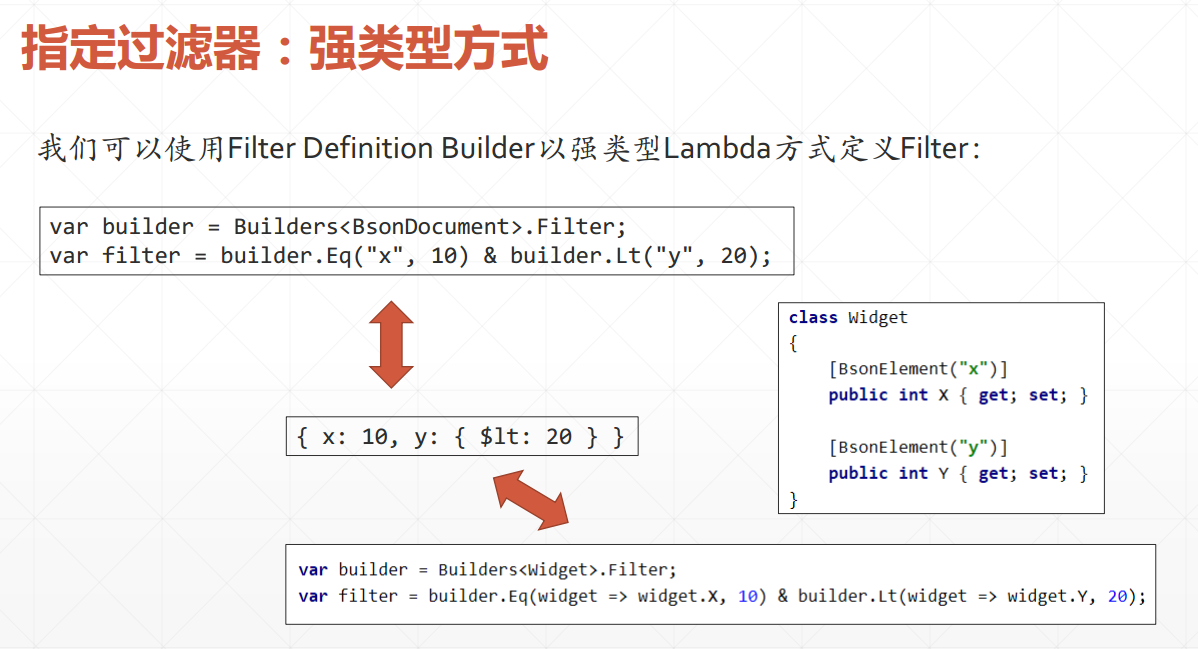 指定过滤器：强类型方式
我们可以使用Filter Definition Builder以强类型Lambda方式定义Filter：
var builder = Builders<BsonDocument>.Filter;
var filter = builder.Eq("x", 10) & builder.Lt("y", 20);
{ x: 10, y: { $lt: 20 } }
class Widget
{
    [BsonElement("x")]
    public int X { get; set; }
    [BsonElement("y")]
    public int Y { get; set; }
}
var builder = Builders<Widget>.Filter;
var filter = builder.Eq(widget => widget.X, 10) & builder.Lt(widget => widget.Y, 20);